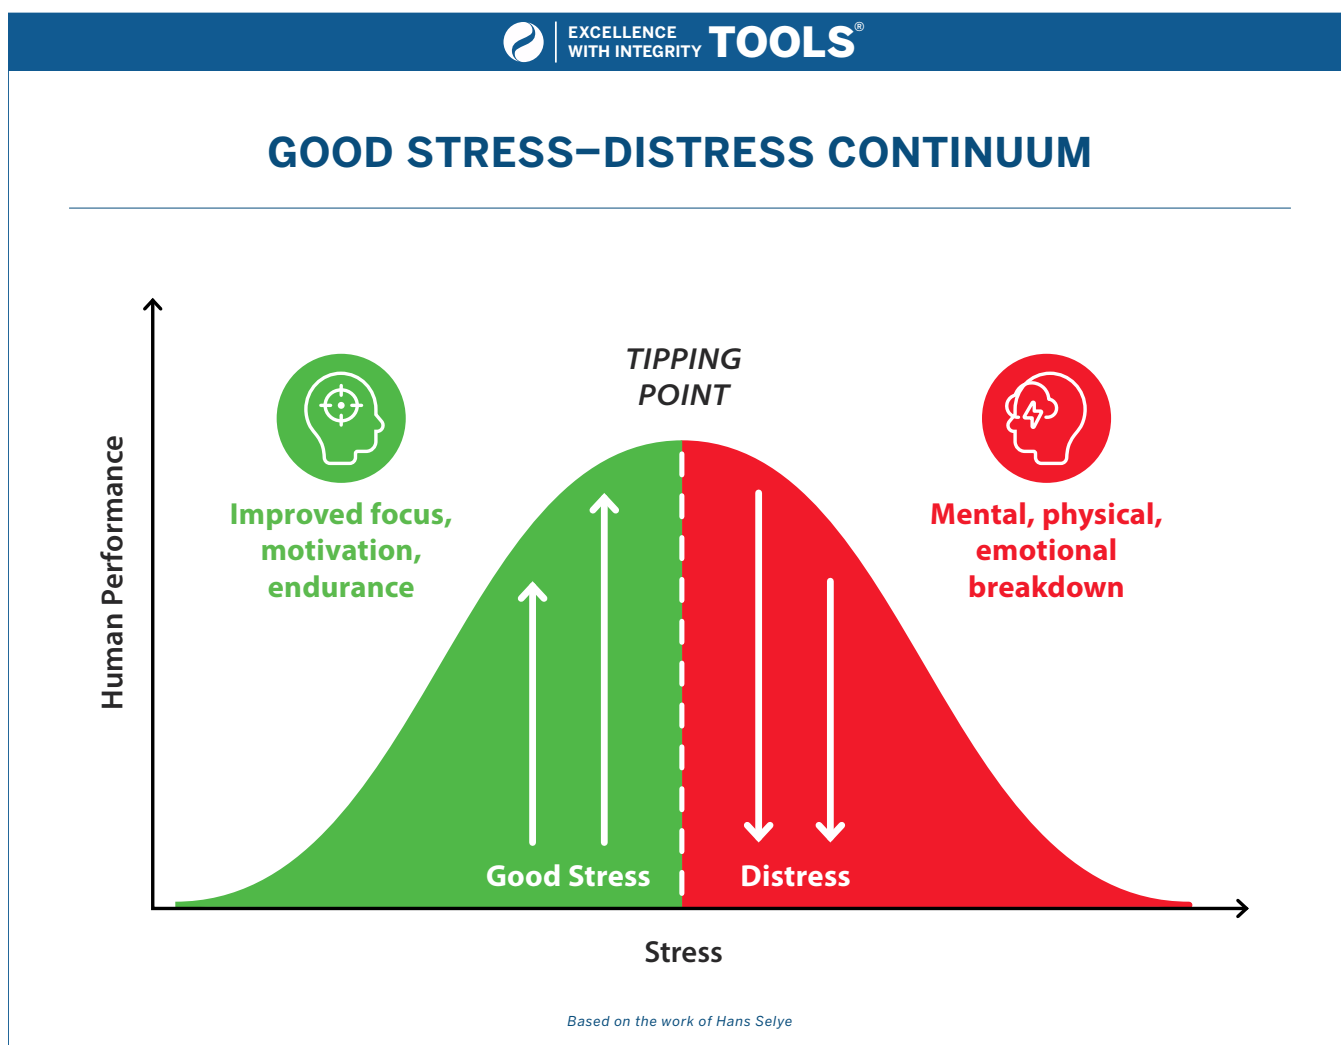 EXCELLENCE
WITH INTEGRITY TOOLS®
GOOD STRESS–DISTRESS CONTINUUM
TIPPING
POINT
Improved focus,
motivation,
endurance
Mental, physical,
emotional
breakdown
Human Performance
Good Stress
Distress
Stress
Based on the work of Hans Selye